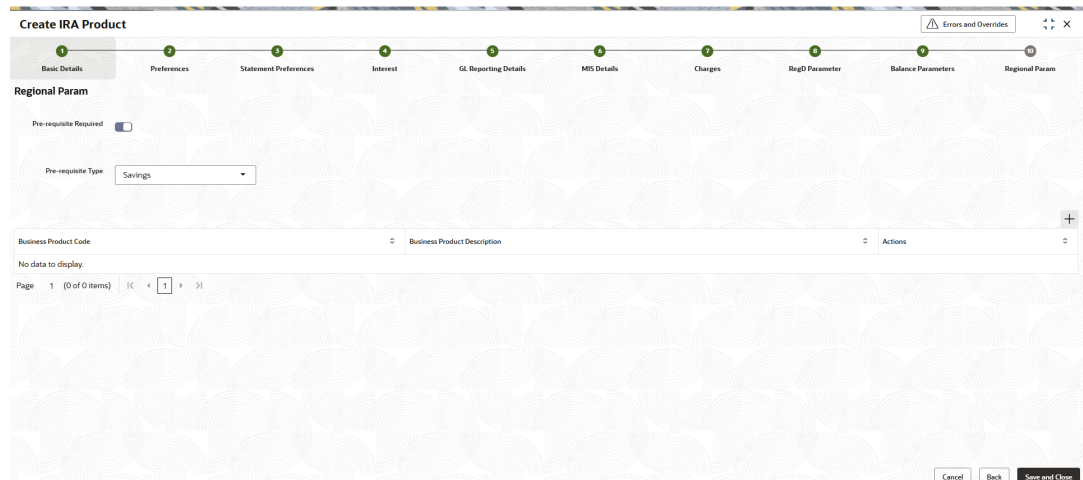 Create IRA Product
Errors and Overrides
1 2 3 4 5 6 7 8 9 10
Basic Details Preferences Statement Preferences Interest GL Reporting Details MIS Details Charges RegD Parameter Balance Parameters Regional Param
Regional Param
Pre-requisite Required
Pre-requisite Type Savings
Business Product Code Business Product Description Actions
No data to display.
Page 1 (0 of 0 items) 1
Cancel Back Save and Close